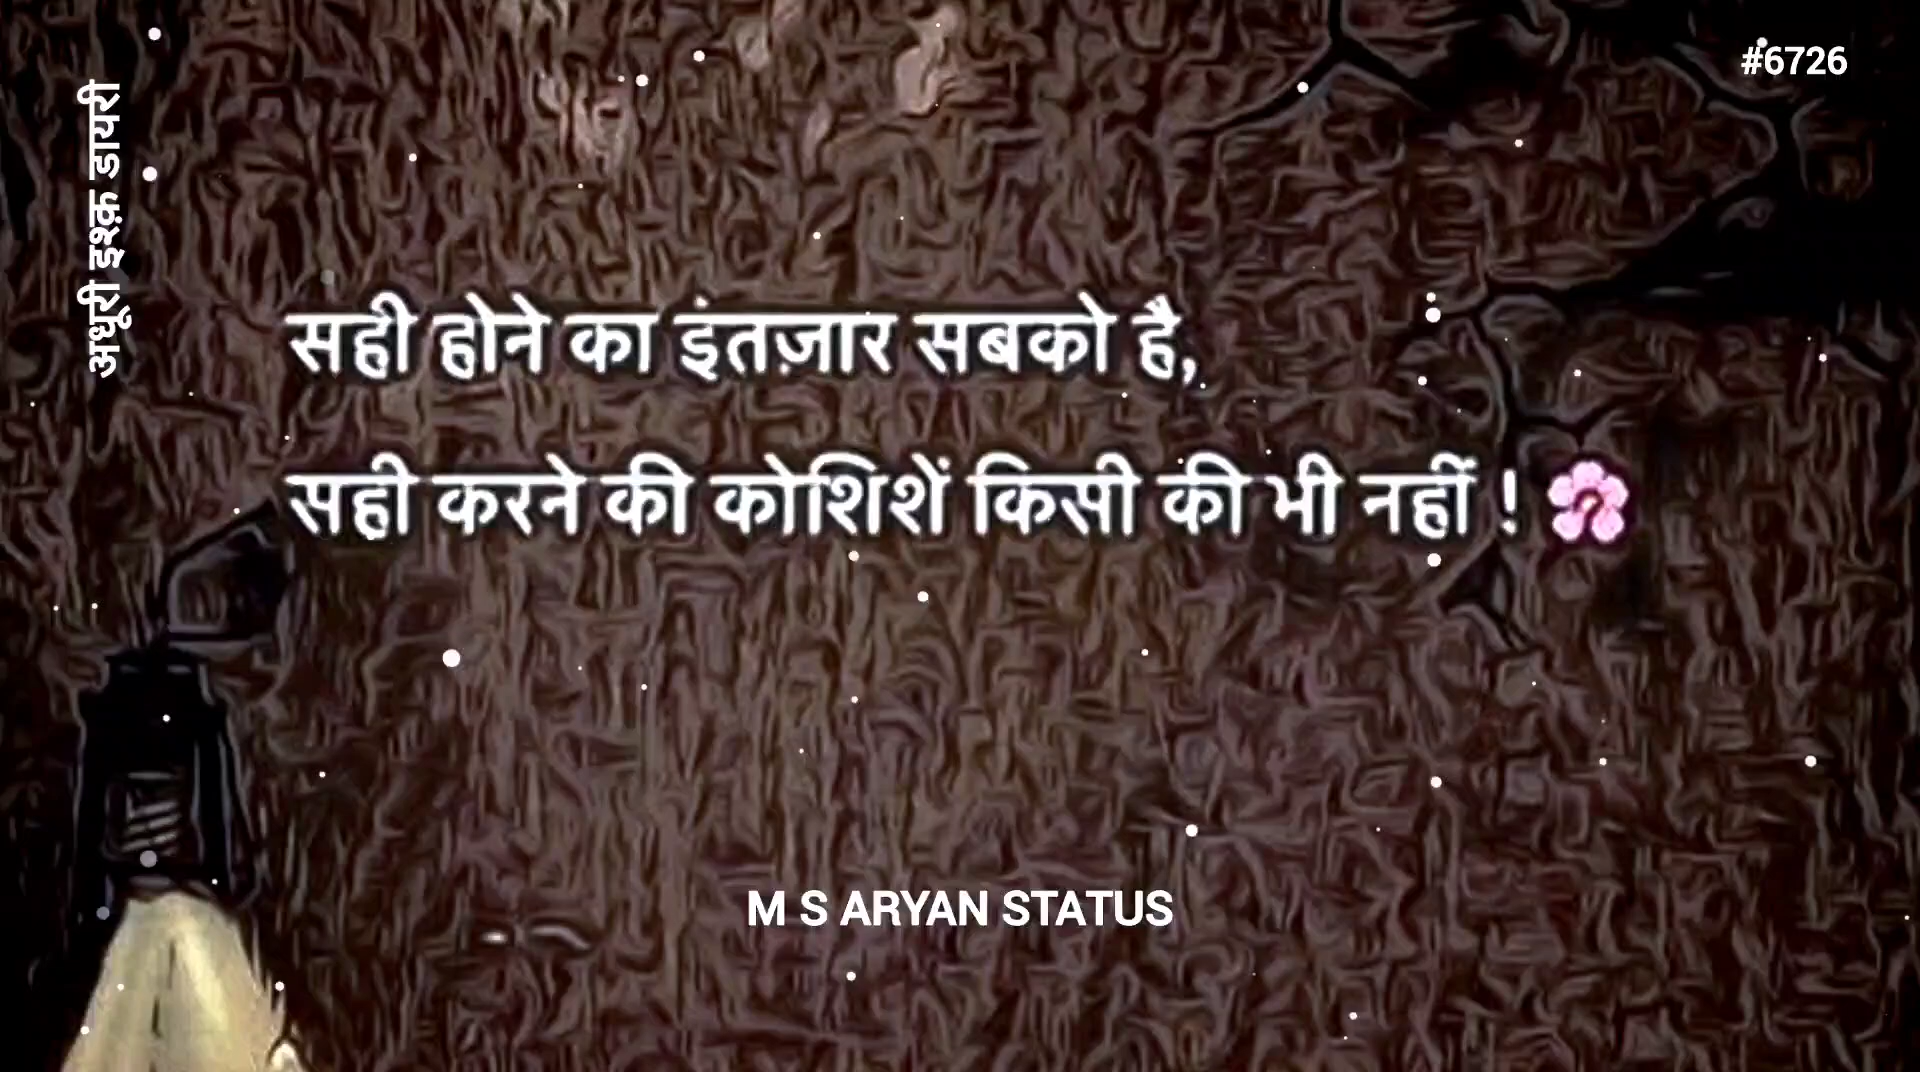 #6726
अधूरी इश्क़ डायरी
सही होने का इंतज़ार सबको है,
सही करने की कोशिशें किसी की भी नहीं ! 🌸
M S ARYAN STATUS